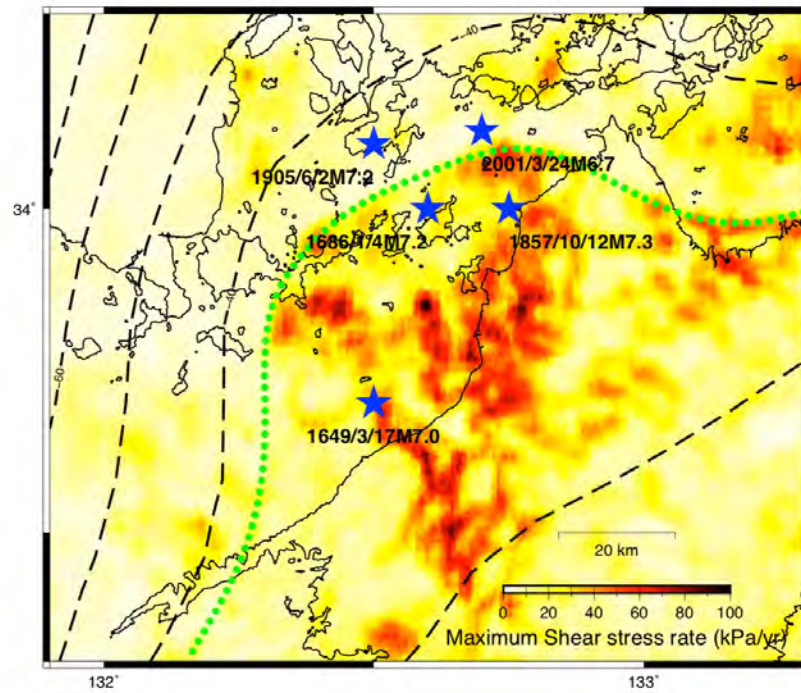 -40
1905/6/2M7.2
2001/3/24M6.7
34°
1686/1/4M7.2
1857/10/12M7.3
-60
1649/3/17M7.0
20 km
0 20 40 60 80 100
Maximum Shear stress rate (kPa/yr)
132° 133°